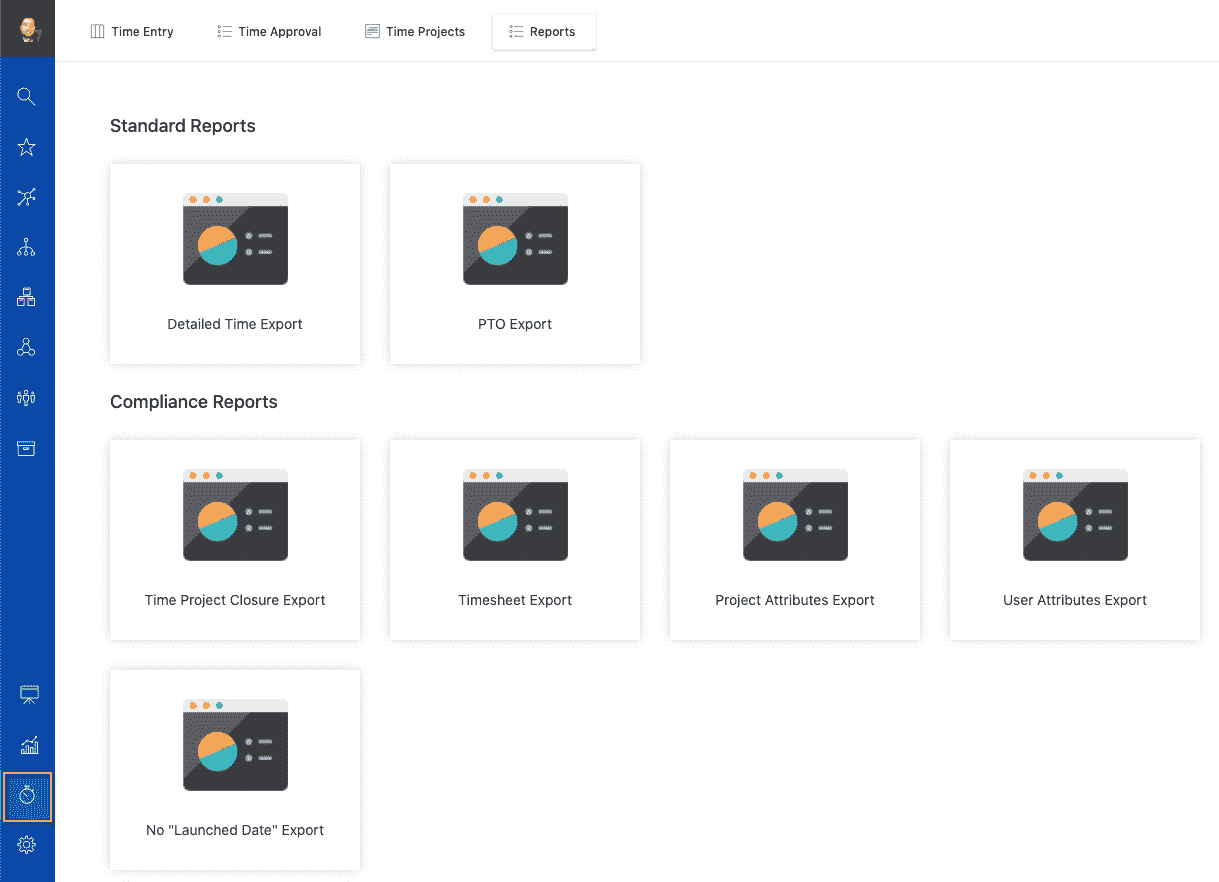 Time Entry
Time Approval
Time Projects
Reports
Standard Reports
Detailed Time Export
PTO Export
Compliance Reports
Time Project Closure Export
Timesheet Export
Project Attributes Export
User Attributes Export
No "Launched Date" Export